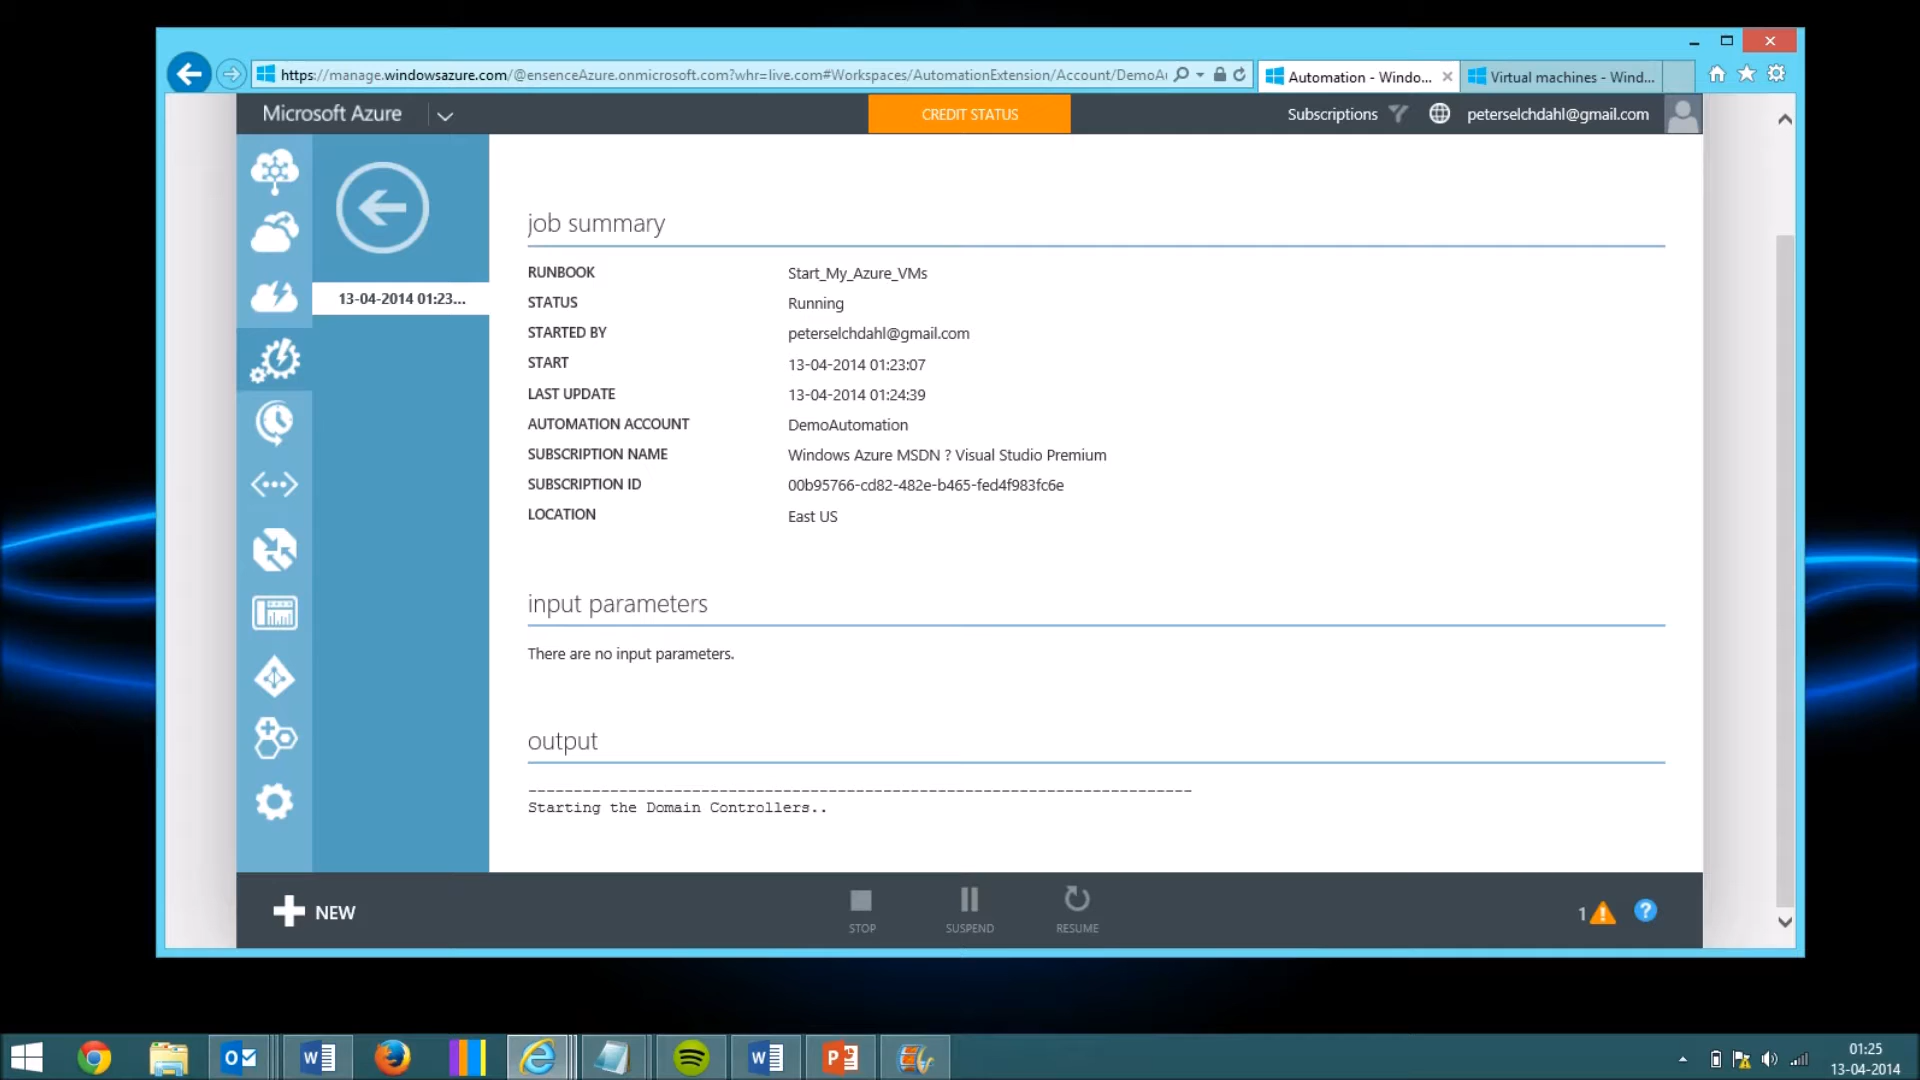 https://manage.windowsazure.com/@ensenceAzure.onmicrosoft.com?whr=live.com#Workspaces/AutomationExtension/Account/DemoAu
Automation - Windo...
Virtual machines - Wind...
Microsoft Azure
CREDIT STATUS
Subscriptions
peterselchdahl@gmail.com
13-04-2014 01:23...
job summary
RUNBOOK Start_My_Azure_VMs
STATUS Running
STARTED BY peterselchdahl@gmail.com
START 13-04-2014 01:23:07
LAST UPDATE 13-04-2014 01:24:39
AUTOMATION ACCOUNT DemoAutomation
SUBSCRIPTION NAME Windows Azure MSDN ? Visual Studio Premium
SUBSCRIPTION ID 00b95766-cd82-482e-b465-fed4f983fc6e
LOCATION East US
input parameters
There are no input parameters.
output
------------------------------------------------------------------------
Starting the Domain Controllers..
NEW
STOP
SUSPEND
RESUME
1
01:25
13-04-2014